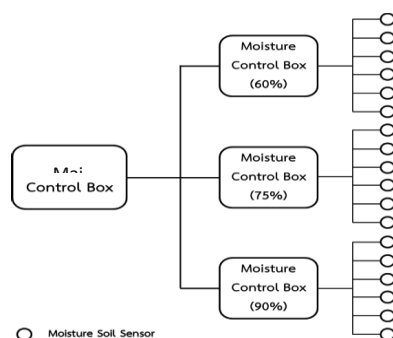 Moisture
Control Box
(60%)
Control Box
Moisture
Control Box
(75%)
Moisture
Control Box
(90%)
Moisture Soil Sensor